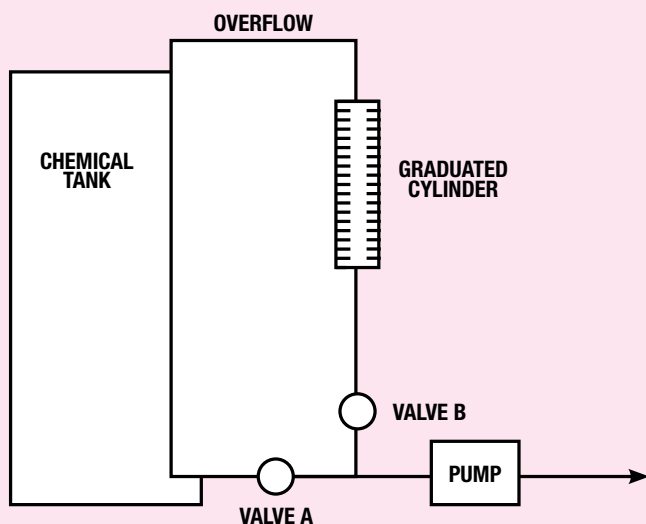 OVERFLOW
CHEMICAL
TANK
GRADUATED
CYLINDER
VALVE B
PUMP
VALVE A